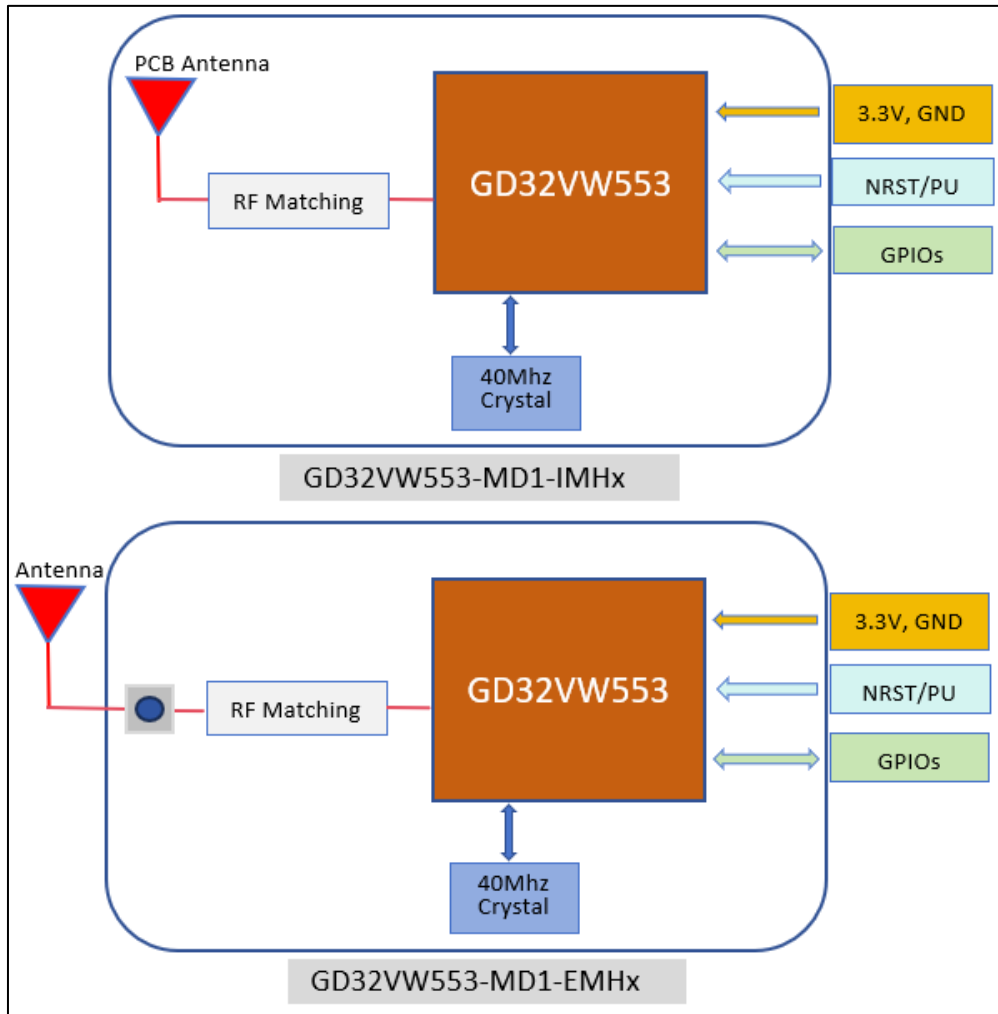 PCB Antenna
GD32VW553
RF Matching
3.3V, GND
NRST/PU
GPIOs
40Mhz
Crystal
GD32VW553-MD1-IMHx
Antenna
GD32VW553
RF Matching
3.3V, GND
NRST/PU
GPIOs
40Mhz
Crystal
GD32VW553-MD1-EMHx